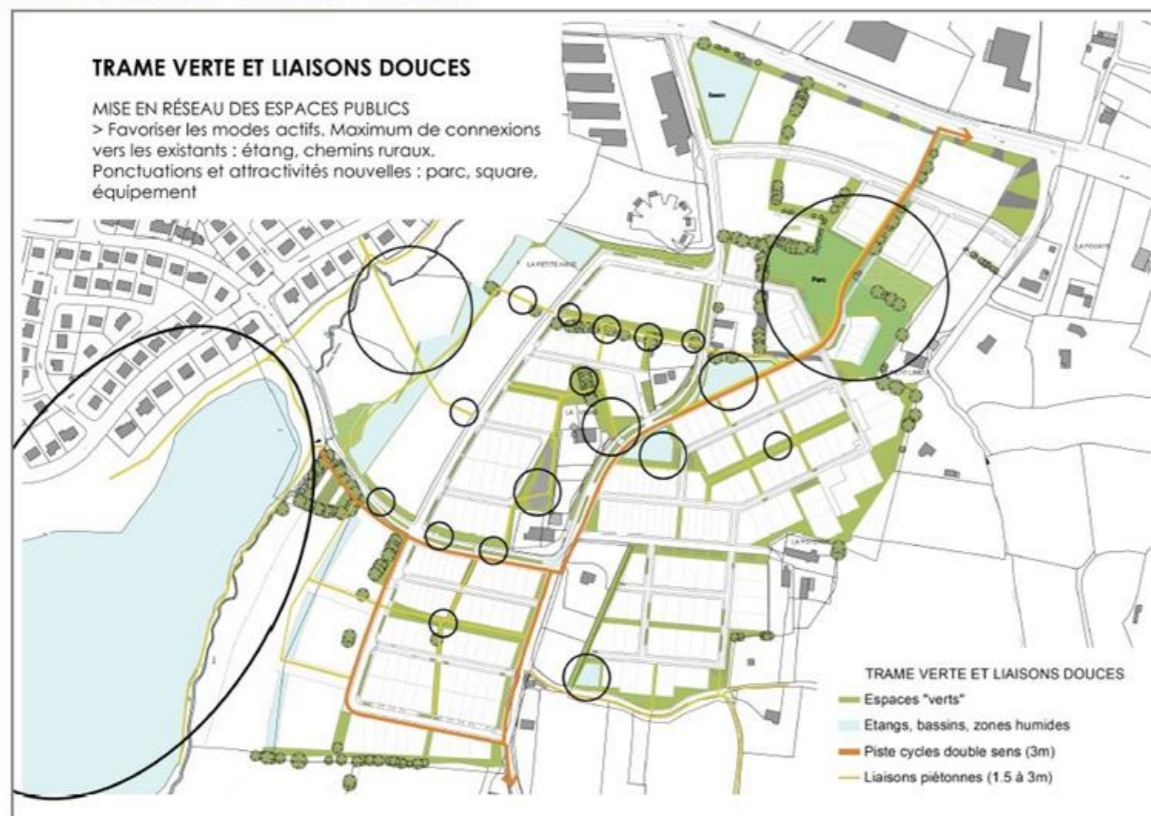 TRAME VERTE ET LIAISONS DOUCES
MISE EN RÉSEAU DES ESPACES PUBLICS
> Favoriser les modes actifs. Maximum de connexions
vers les existants : étang, chemins ruraux.
Ponctuations et attractivités nouvelles : parc, square,
équipement
Bassin
Parc
LA PETITE HAIE
TRAME VERTE ET LIAISONS DOUCES
Espaces "verts"
Etangs, bassins, zones humides
Piste cycles double sens (3m)
Liaisons piétonnes (1.5 à 3m)